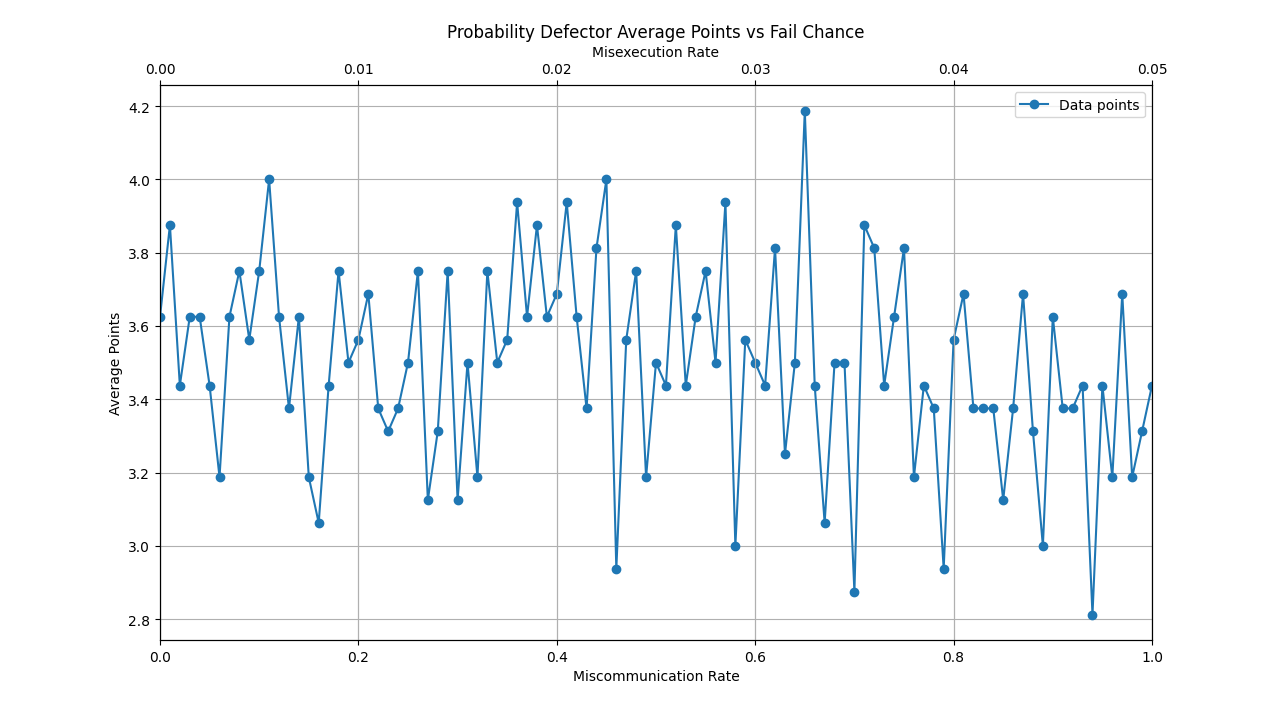 Probability Defector Average Points vs Fail Chance
Misexecution Rate
0.00 0.01 0.02 0.03 0.04 0.05
Data points
4.2
4.0
3.8
3.6
3.4
3.2
3.0
2.8
Average Points
0.0 0.2 0.4 0.6 0.8 1.0
Miscommunication Rate